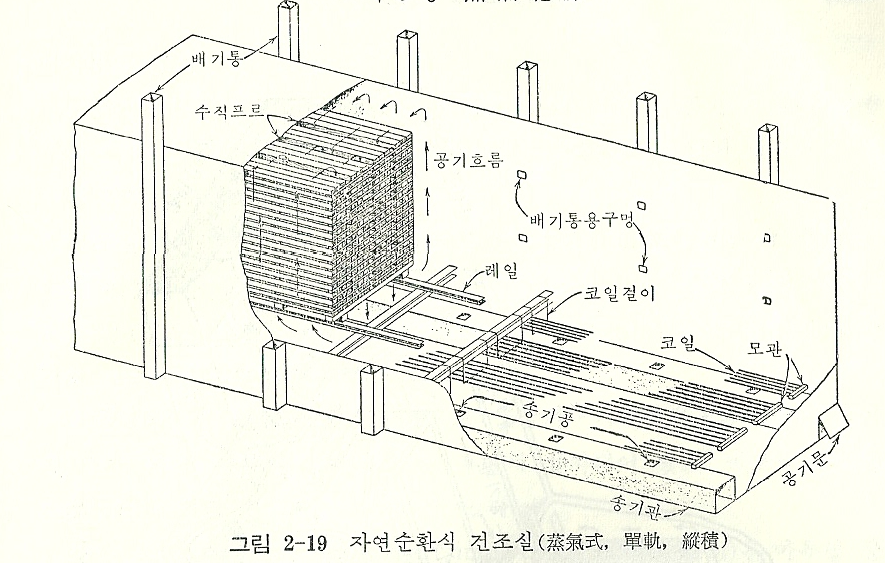 배기통
수직프르
공기흐름
배기통용구멍
레일
코일걸이
코일
모관
송기공
공기문
송기관
그림 2-19 자연순환식 건조실(蒸氣式, 單軌, 縱積)